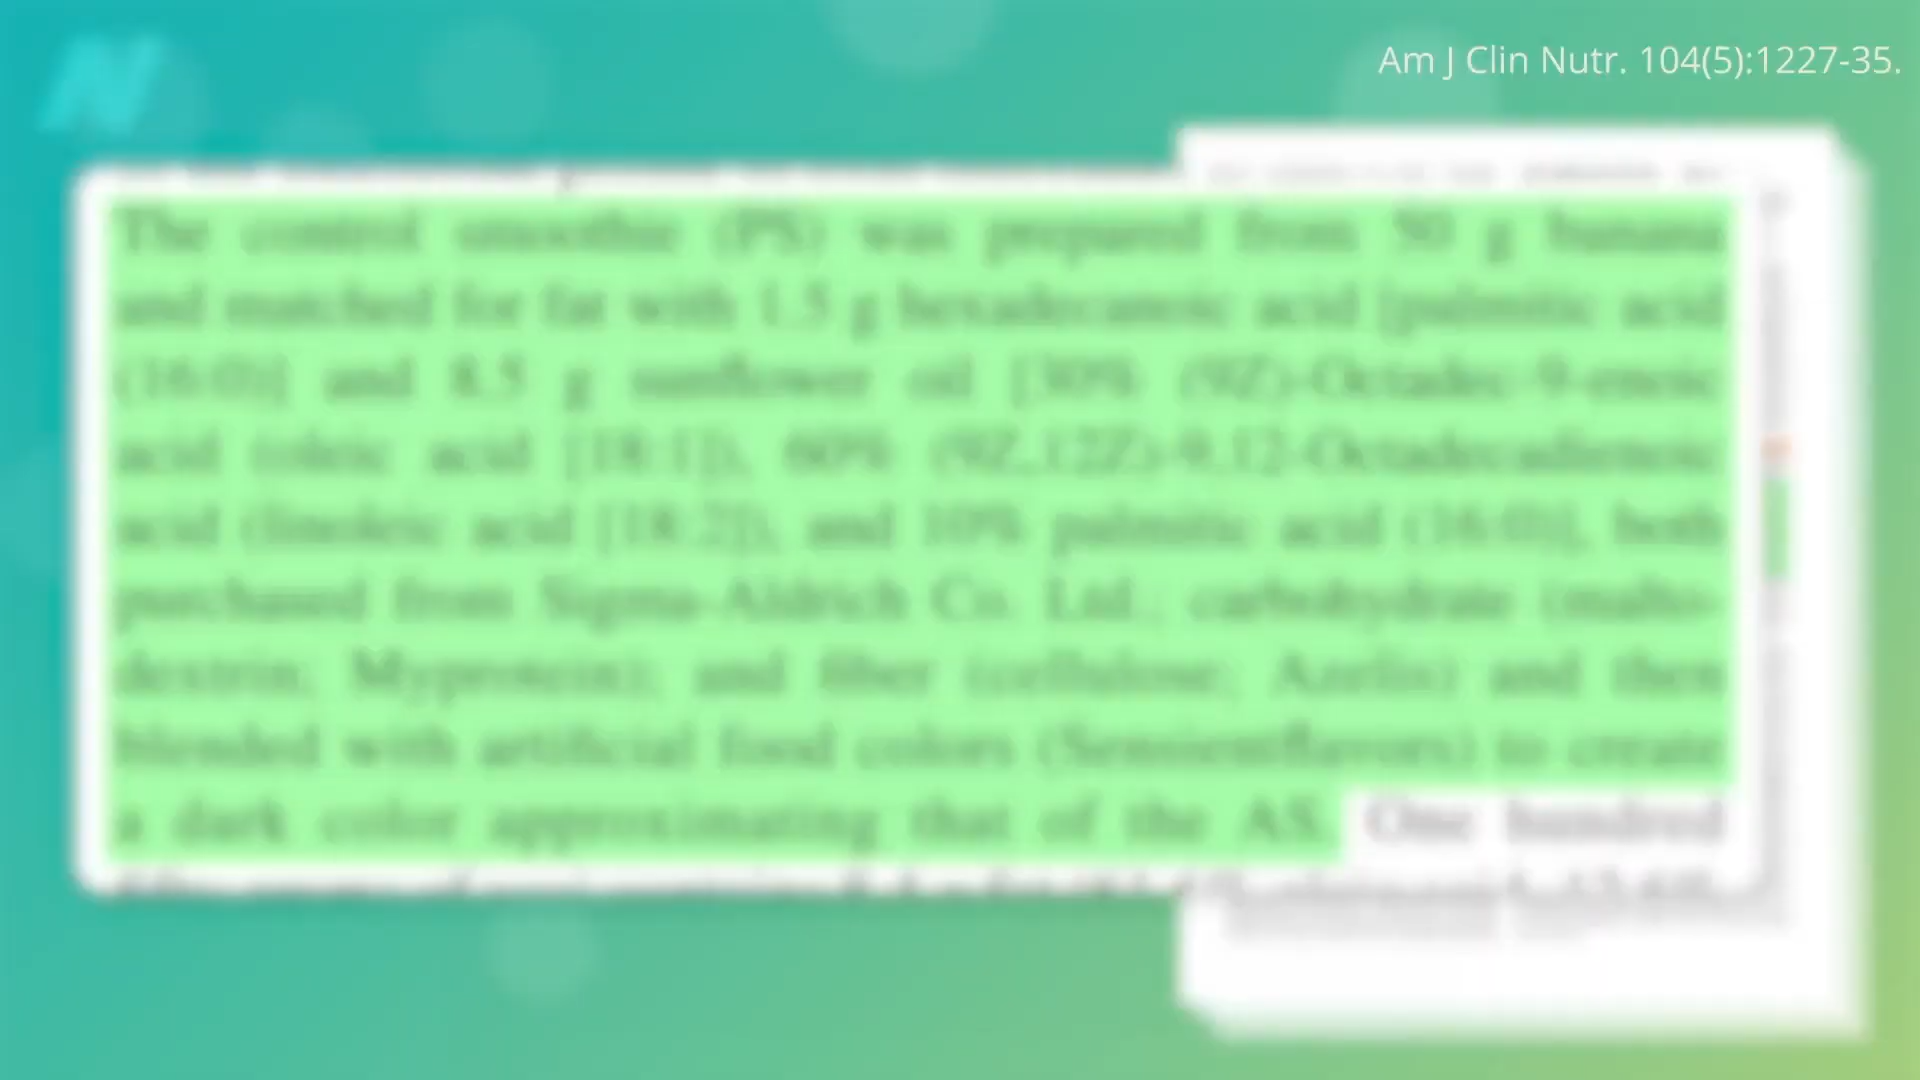 Am J Clin Nutr. 104(5):1227-35.
The control smoothie (PS) was prepared from 50 g banana
and matched for fat with 1.5 g hexadecanoic acid [palmitic acid
(16:0)] and 8.5 g sunflower oil [30% (9Z)-Octadec-9-enoic
acid (oleic acid [18:1]), 60% (9Z,12Z)-9,12-Octadecadienoic
acid (linoleic acid [18:2]), and 10% palmitic acid (16:0)], both
purchased from Sigma-Aldrich Co. Ltd.; carbohydrate (malto-
dextrin; Myprotein); and fiber (cellulose; ) and then
blended with artificial food colors (Sensientflavors) to create
a dark color approximating that of the AS. One hundred